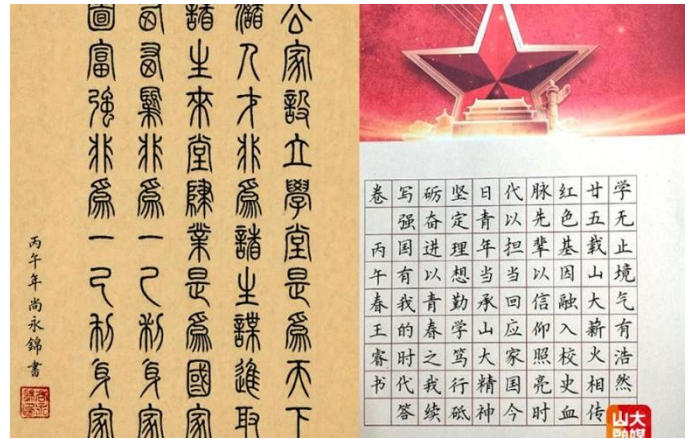 公家設立學堂是爲天下
人才非爲諸生謀進取
諸生來堂肄業是爲國家
非爲一己利身家
圖富強非爲一己利身家
丙午年尚永錦書
学无止境气有浩然
廿五载山大薪火相传
红色基因融入校史血
脉先辈以信仰照亮时
代以担当回应家国今
日青年当承山大精神
坚定理想勤学笃行砥
砺奋进以青春之我续
写强国有我的时代答
卷 丙午春王睿书
山大融媒